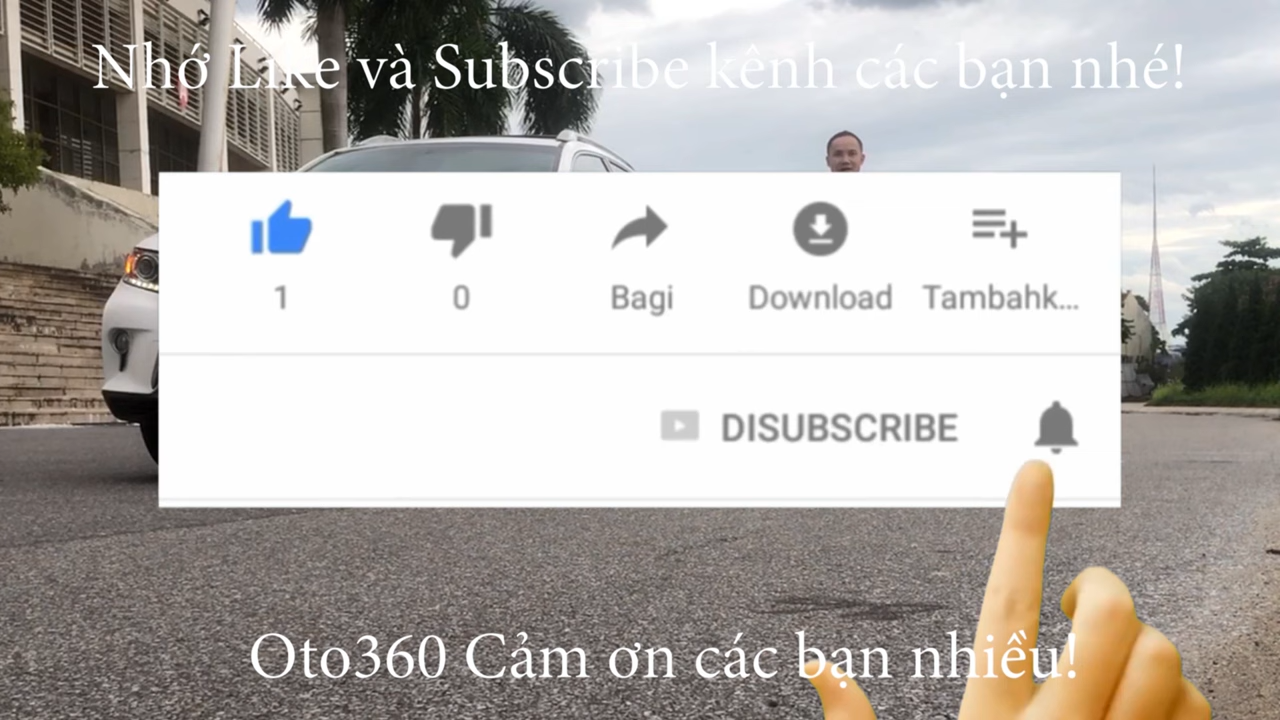 Nhớ Like và Subscribe kênh các bạn nhé!
1 0 Bagi Download Tambahk...
DISUBSCRIBE
Oto360 Cảm ơn các bạn nhiều!